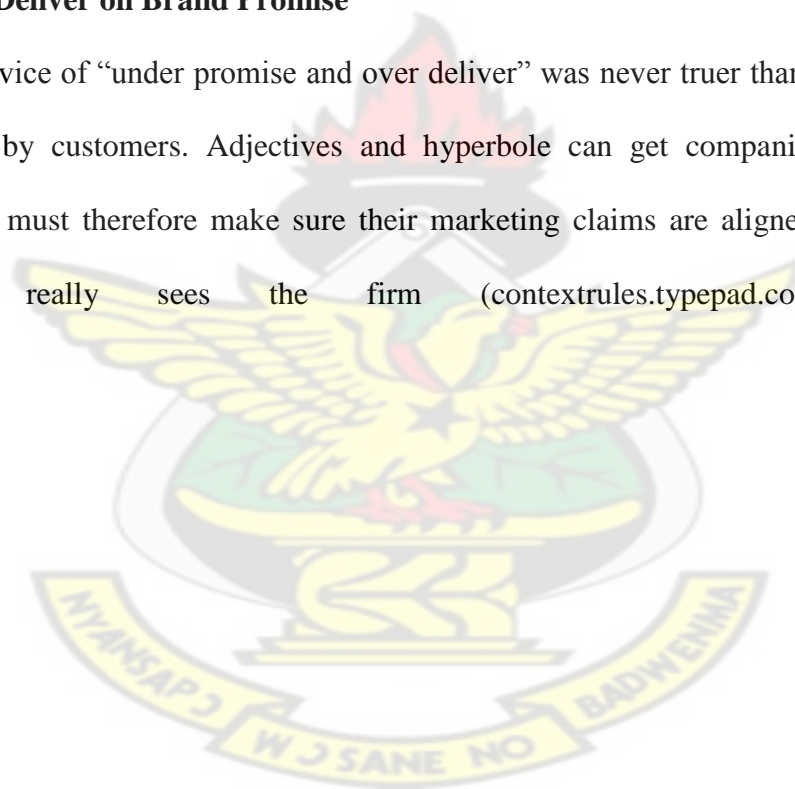 Deliver on Brand Promise
vice of “under promise and over deliver” was never truer than
by customers. Adjectives and hyperbole can get compani
must therefore make sure their marketing claims are aligne
really sees the firm (contextrules.typepad.co
NYANSAPƆ WƆSANE NO BADWENMA